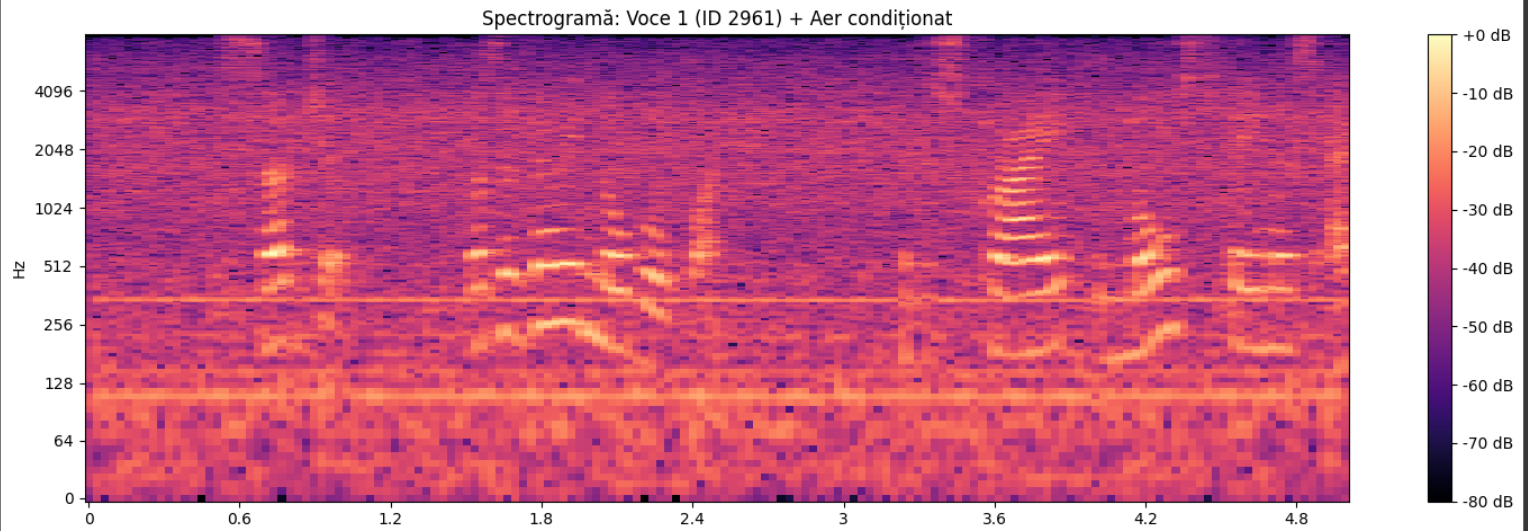 Spectrogramă: Voce 1 (ID 2961) + Aer condiționat
Hz
4096
2048
1024
512
256
128
64
0
0 0.6 1.2 1.8 2.4 3 3.6 4.2 4.8
+0 dB
-10 dB
-20 dB
-30 dB
-40 dB
-50 dB
-60 dB
-70 dB
-80 dB